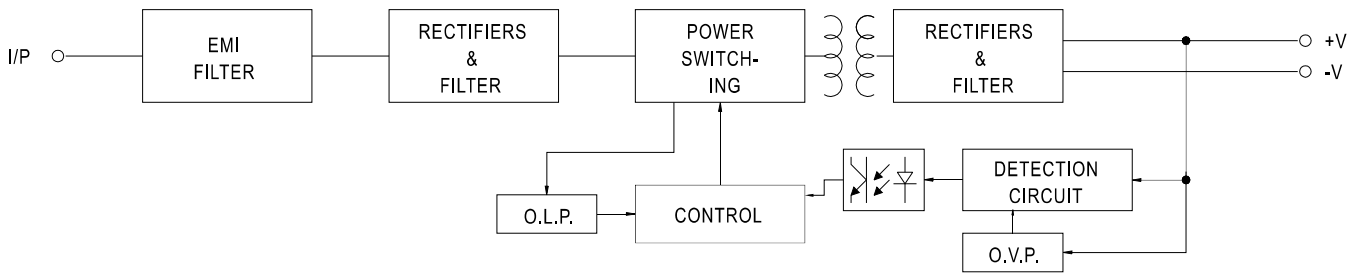 I/P
EMI
FILTER
RECTIFIERS
&
FILTER
POWER
SWITCH-
ING
RECTIFIERS
&
FILTER
+V
-V
O.L.P.
CONTROL
DETECTION
CIRCUIT
O.V.P.